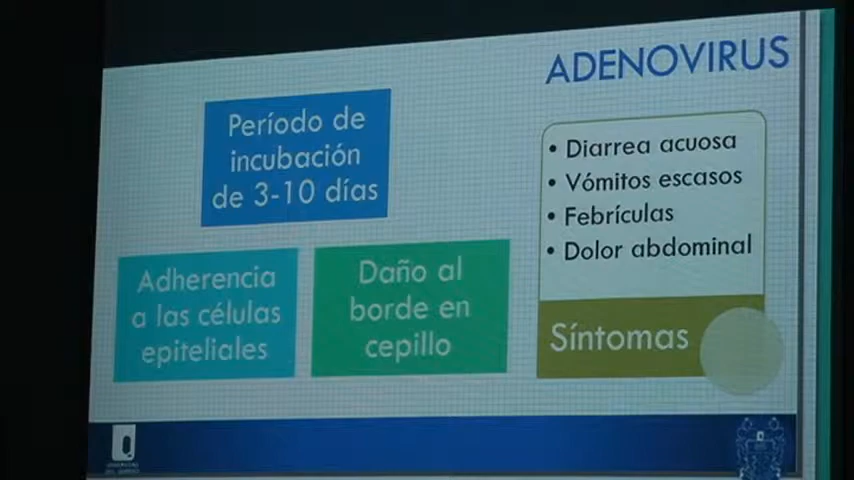 ADENOVIRUS
Período de
incubación
de 3-10 días
Adherencia
a las células
epiteliales
Daño al
borde en
cepillo
• Diarrea acuosa
• Vómitos escasos
• Febrículas
• Dolor abdominal
Síntomas